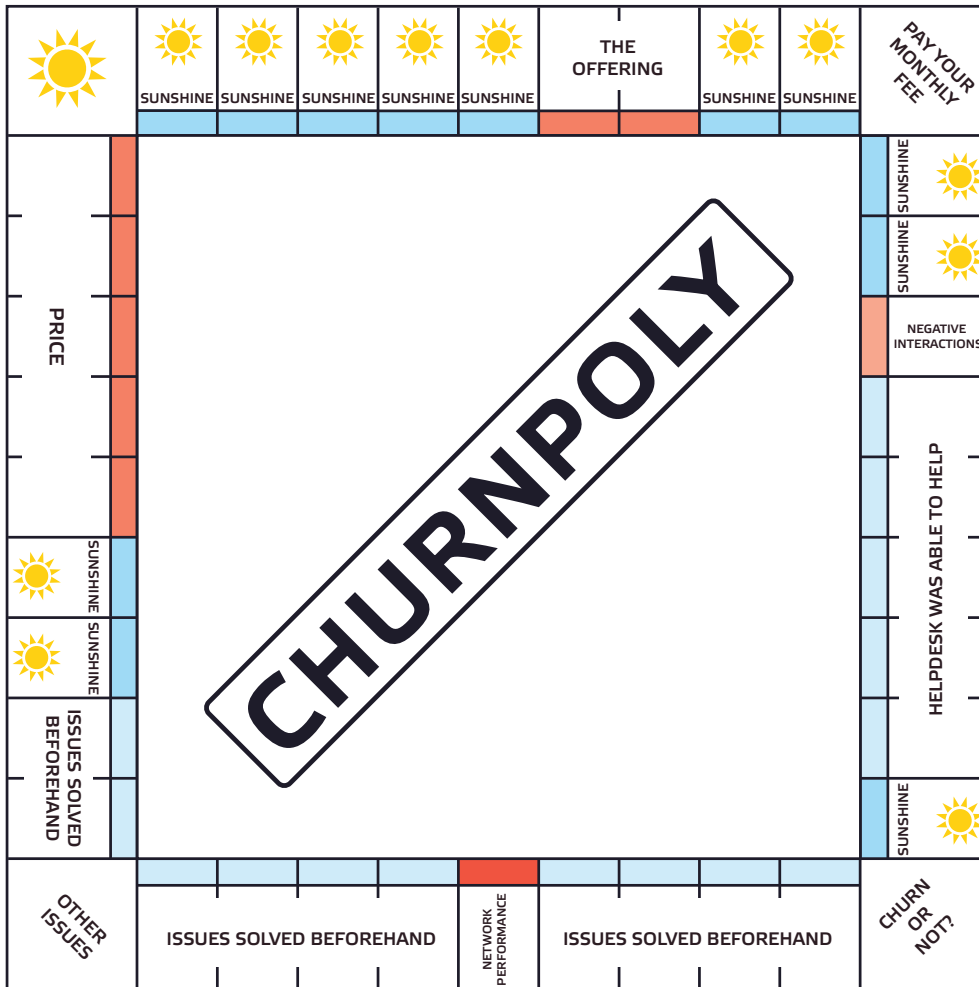 SUNSHINE
SUNSHINE
SUNSHINE
SUNSHINE
SUNSHINE
THE
OFFERING
SUNSHINE
SUNSHINE
PAY YOUR
MONTHLY
FEE
SUNSHINE
SUNSHINE
NEGATIVE
INTERACTIONS
HELPDESK WAS ABLE TO HELP
SUNSHINE
CHURN
OR
NOT?
ISSUES SOLVED BEFOREHAND
NETWORK
PERFORMANCE
ISSUES SOLVED BEFOREHAND
OTHER
ISSUES
ISSUES SOLVED
BEFOREHAND
SUNSHINE
SUNSHINE
PRICE
CHURNPOLY